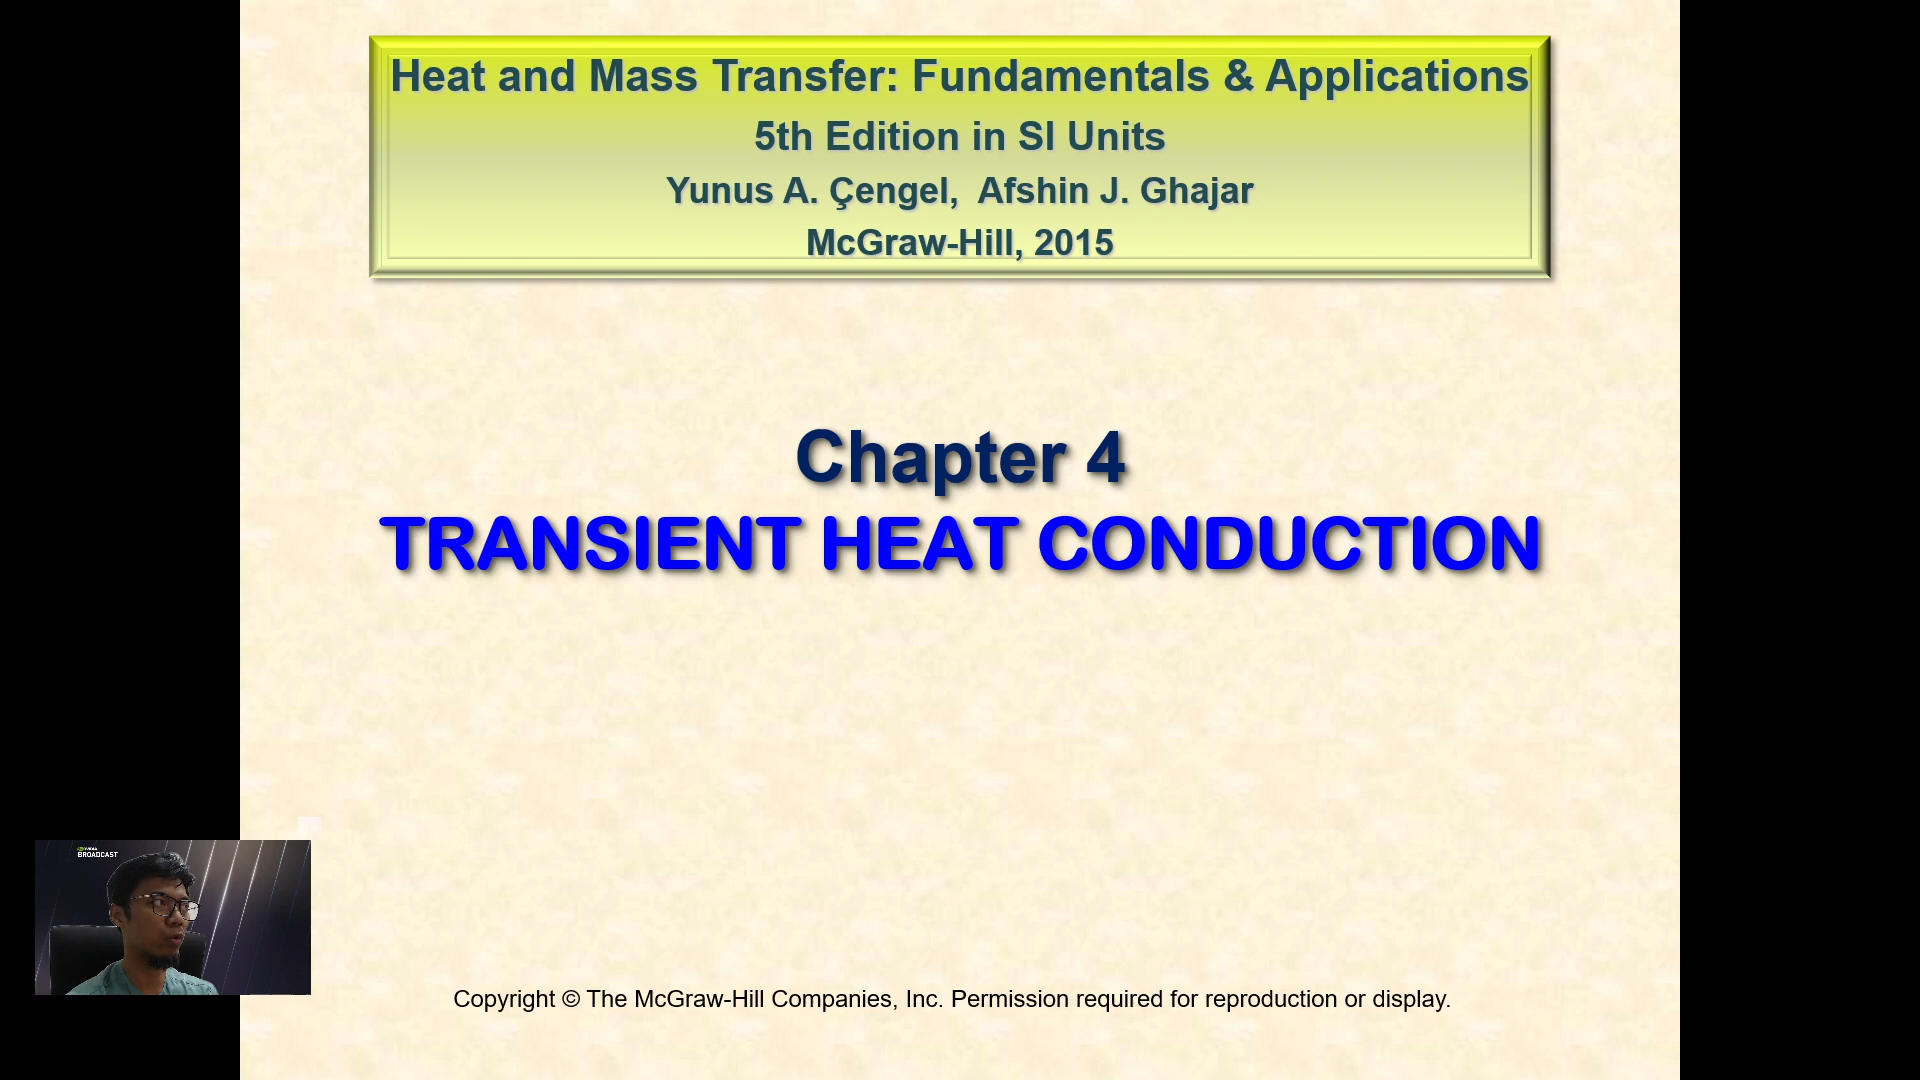 Heat and Mass Transfer: Fundamentals & Applications
5th Edition in SI Units
Yunus A. Çengel, Afshin J. Ghajar
McGraw-Hill, 2015
Chapter 4
TRANSIENT HEAT CONDUCTION
NVIDIA
BROADCAST
Copyright © The McGraw-Hill Companies, Inc. Permission required for reproduction or display.